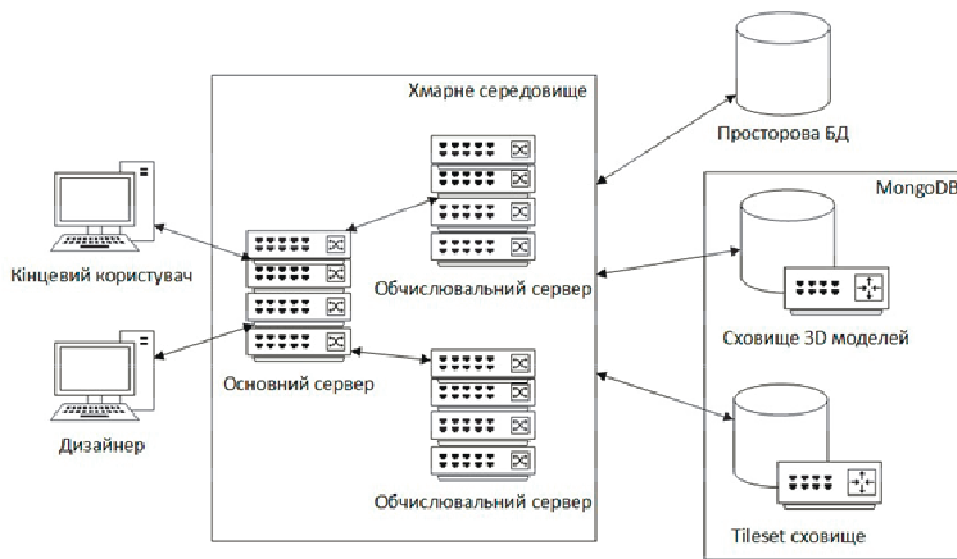 Хмарне середовище
Просторова БД
MongoDB
Кінцевий користувач
Обчислювальний сервер
Сховище 3D моделей
Основний сервер
Дизайнер
Обчислювальний сервер
Tileset сховище